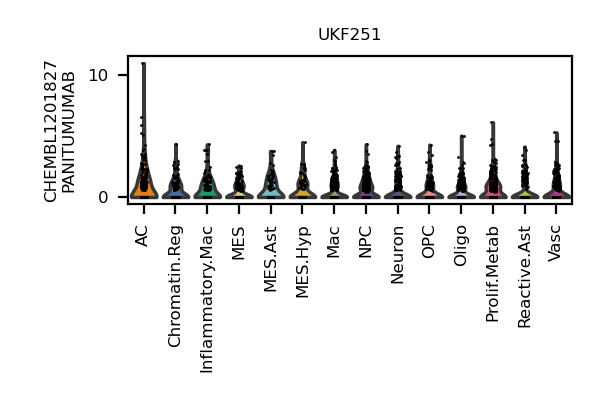 UKF251
CHEMBL1201827
PANITUMUMAB
10
0
AC
Chromatin.Reg
Inflammatory.Mac
MES
MES.Ast
MES.Hyp
Mac
NPC
Neuron
OPC
Oligo
Prolif.Metab
Reactive.Ast
Vasc